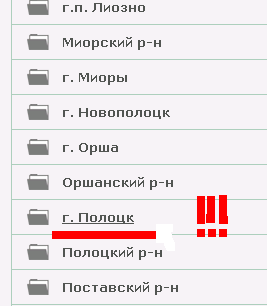 г.п. Лиозно
Миорский р-н
г. Миоры
г. Новополоцк
г. Орша
Оршанский р-н
г. Полоцк
!!!
Полоцкий р-н
Поставский р-н